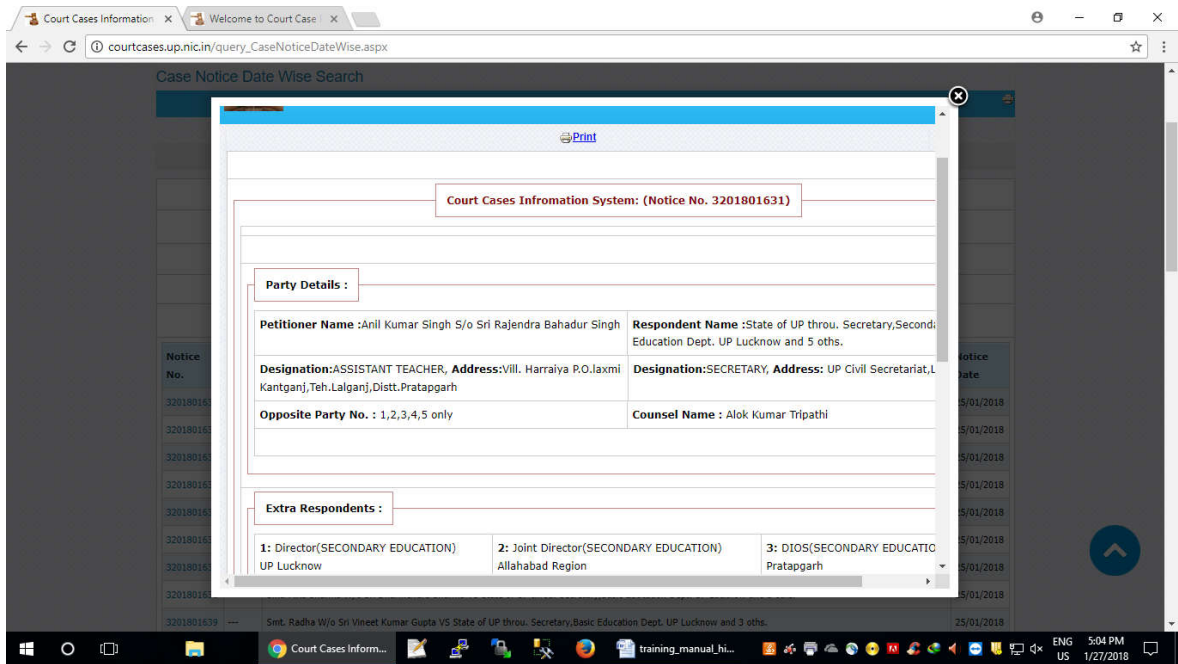 Court Cases Information
Welcome to Court Case
courtcases.up.nic.in/query_CaseNoticeDateWise.aspx
Case Notice Date Wise Search
Print
Court Cases Infromation System: (Notice No. 3201801631)
Party Details :
Petitioner Name :Anil Kumar Singh S/o Sri Rajendra Bahadur Singh
Respondent Name :State of UP throu. Secretary,Seconda
Education Dept. UP Lucknow and 5 oths.
Designation:ASSISTANT TEACHER, Address:Vill. Harraiya P.O.laxmi
Kantganj,Teh.Lalganj,Distt.Pratapgarh
Designation:SECRETARY, Address: UP Civil Secretariat,L
Opposite Party No. : 1,2,3,4,5 only
Counsel Name : Alok Kumar Tripathi
Extra Respondents :
1: Director(SECONDARY EDUCATION)
UP Lucknow
2: Joint Director(SECONDARY EDUCATION)
Allahabad Region
3: DIOS(SECONDARY EDUCATIO
Pratapgarh
Notice
No.
Notice
Date
25/01/2018
25/01/2018
25/01/2018
25/01/2018
25/01/2018
25/01/2018
25/01/2018
25/01/2018
3201801639 --- Smt. Radha W/o Sri Vineet Kumar Gupta VS State of UP throu. Secretary,Basic Education Dept. UP Lucknow and 3 oths. 25/01/2018
Court Cases Inform...
training_manual_hi...
ENG
US
5:04 PM
1/27/2018